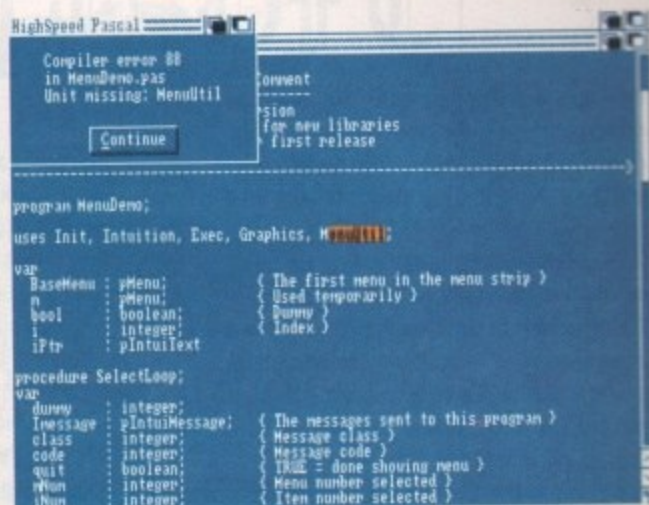 HighSpeed Pascal
Compiler error 88
in MenuDemo.pas
Unit missing: MenuUtil
Continue
Comment
rsion
for new libraries
first release
program MenuDemo;
uses Init, Intuition, Exec, Graphics, MenuUtil;
var
BaseMenu : pMenu; { The first menu in the menu strip }
m : pMenu; { Used temporarily }
bool : boolean; { Dummy }
i : integer; { Index }
iPtr : pIntuiText
procedure SelectLoop;
var
dummy : integer;
Imessage : pIntuiMessage; { The messages sent to this program }
class : integer; { Message class }
code : integer; { Message code }
quit : boolean; { TRUE = done showing menu }
mNum : integer; { Menu number selected }
iNum : integer; { Item number selected }